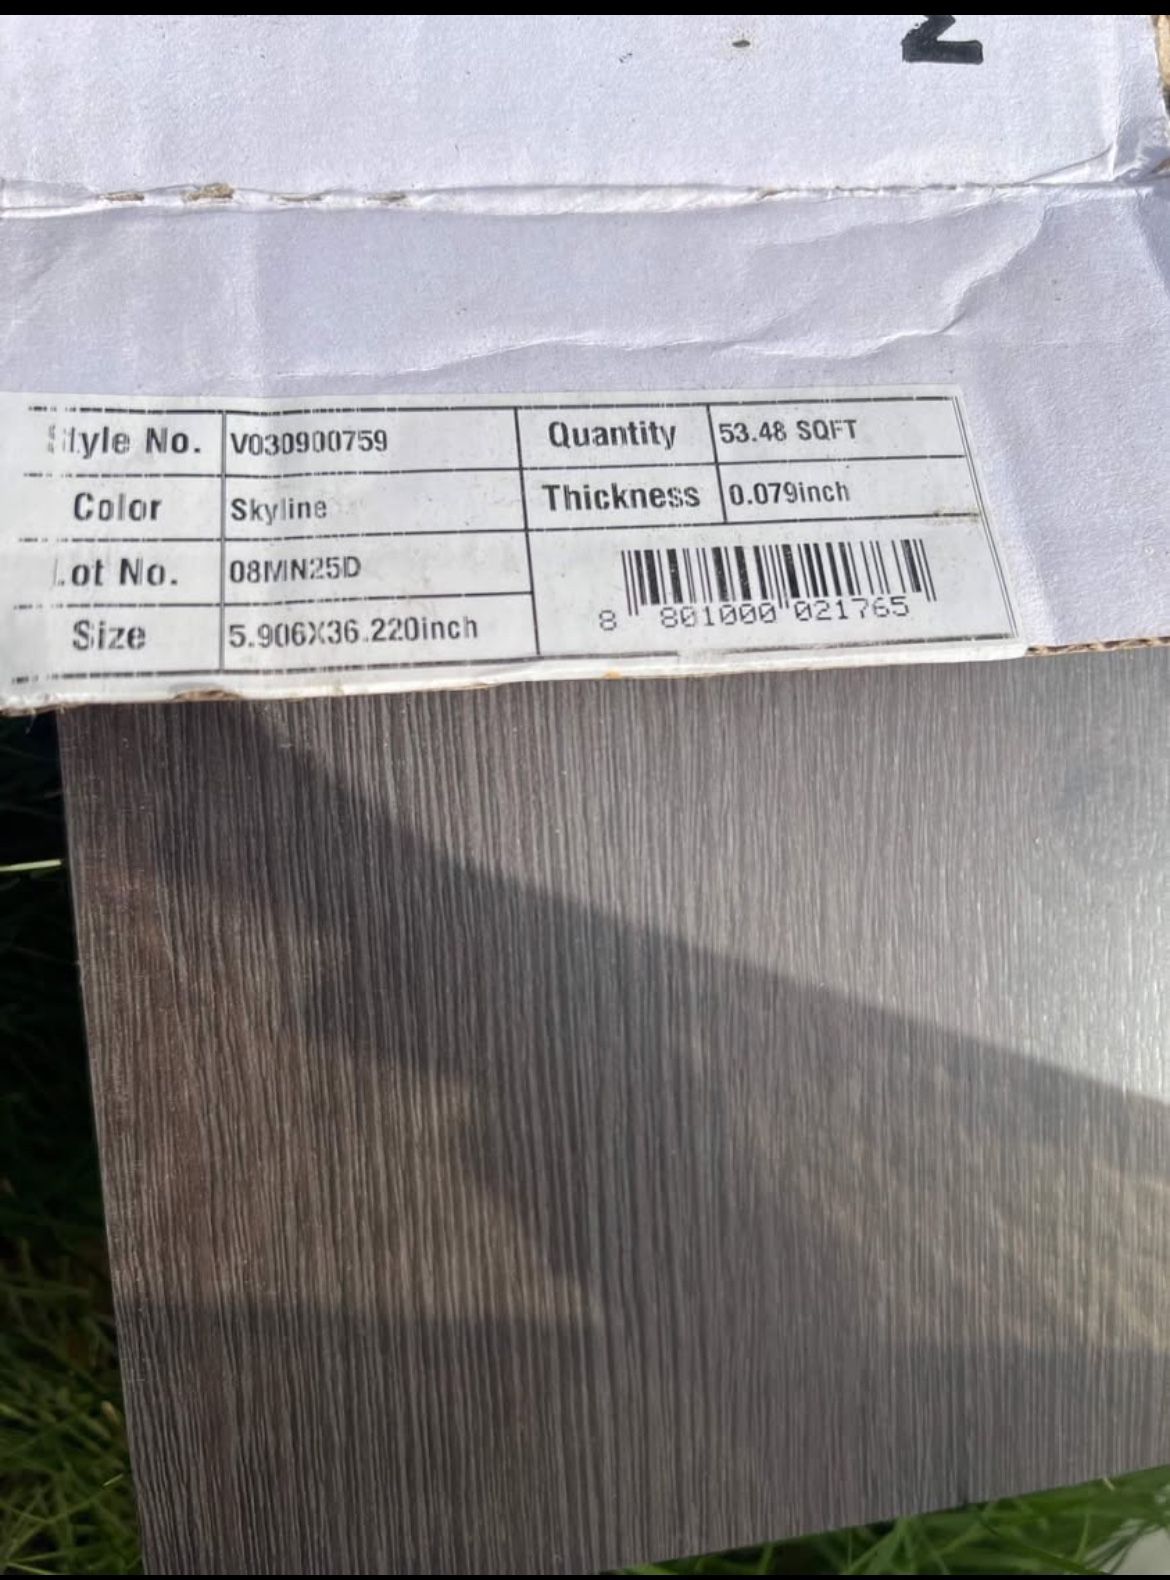 Style No. V030900759 Quantity 53.48 SQFT
Color Skyline Thickness 0.079inch
Lot No. 08MN25D
Size 5.906X36.220inch
8 801000 021765